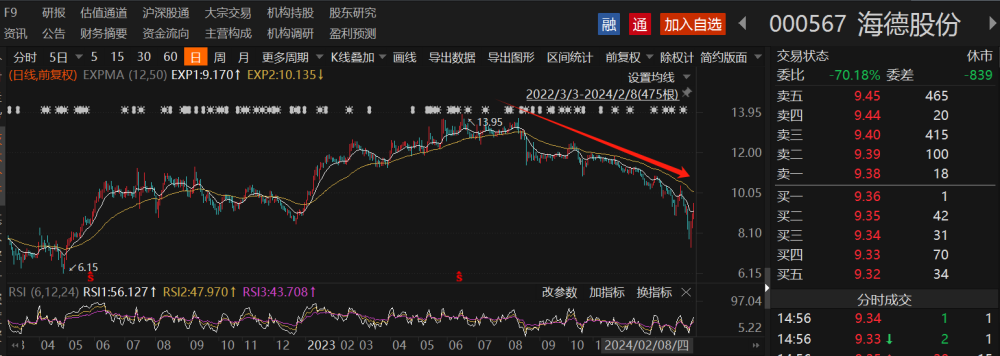 F9 研报 估值通道 沪深股通 大宗交易 机构持股 股东研究
资讯 公告 财务摘要 资金流向 主营构成 机构调研 盈利预测
融 通 加入自选
000567 海德股份
分时 5日 5 15 30 60 日 周 月 更多周期 K线叠加 画线 导出数据 导出图形 区间统计 前复权 除权计 简约版面
(日线,前复权) EXPMA (12,50) EXP1:9.170↑ EXP2:10.135↓
设置均线
2022/3/3-2024/2/8(475根)
13.95
6.15
13.95
12.00
10.05
8.10
6.15
RSI (6,12,24) RSI1:56.127↑ RSI2:47.970↑ RSI3:43.708↑
改参数 加指标 换指标
97.04
5.22
04 05 06 07 08 09 10 11 12 2023 02 03 04 05 06 07 08 09 10 1 2024/02/08/四
交易状态 休市
委比 -70.18% 委差 -839
卖五 9.45 465
卖四 9.44 20
卖三 9.40 415
卖二 9.39 100
卖一 9.38 18
买一 9.36 1
买二 9.35 42
买三 9.34 31
买四 9.33 70
买五 9.32 34
分时成交
14:56 9.34 1 1
14:56 9.33 ↓ 2 1